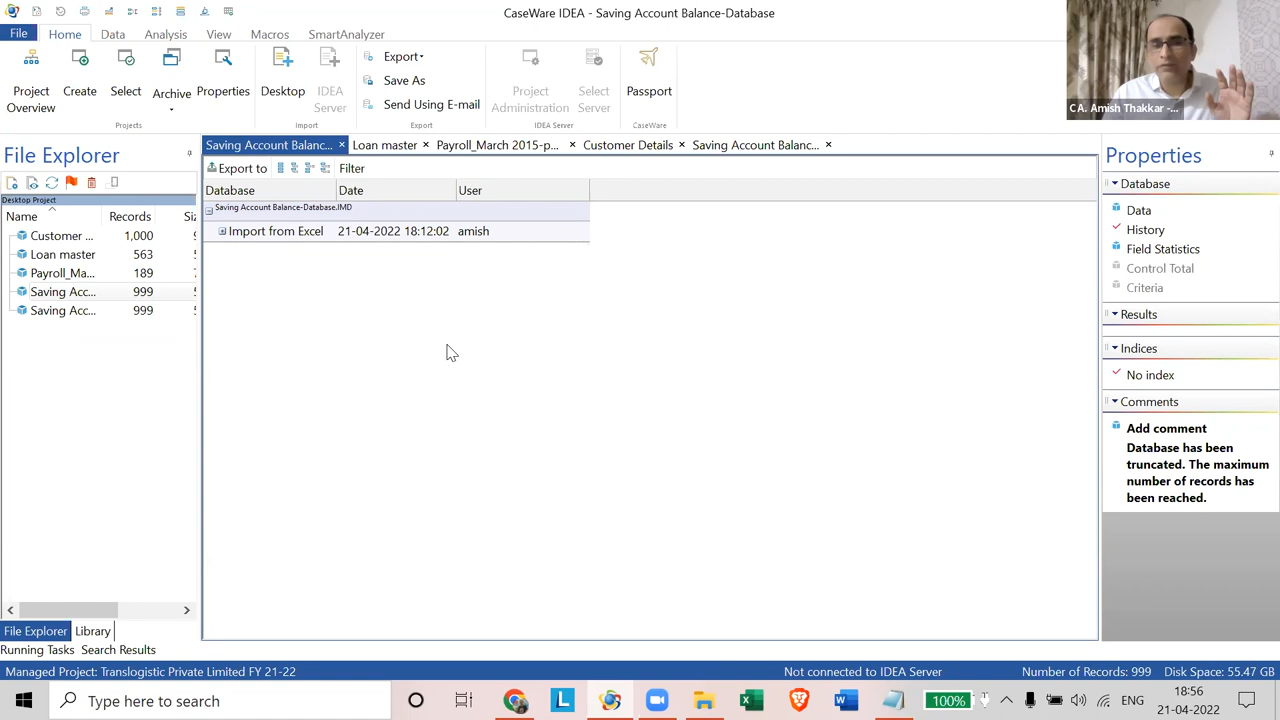 CaseWare IDEA - Saving Account Balance-Database
File
Home
Data
Analysis
View
Macros
SmartAnalyzer
Project
Overview
Create
Select
Archive
Properties
Projects
Desktop
IDEA
Server
Import
Export
Save As
Send Using E-mail
Export
Project
Administration
Select
Server
IDEA Server
Passport
CaseWare
CA. Amish Thakkar -...
File Explorer
Desktop Project
Name Records
Customer ... 1,000
Loan master 563
Payroll_Ma... 189
Saving Acc... 999
Saving Acc... 999
File Explorer Library
Running Tasks Search Results
Saving Account Balanc... × Loan master × Payroll_March 2015-p... × Customer Details × Saving Account Balanc... ×
Export to Filter
Database Date User
Saving Account Balance-Database.IMD
Import from Excel 21-04-2022 18:12:02 amish
Properties
Database
Data
History
Field Statistics
Control Total
Criteria
Results
Indices
No index
Comments
Add comment
Database has been
truncated. The maximum
number of records has
been reached.
Managed Project: Translogistic Private Limited FY 21-22 Not connected to IDEA Server Number of Records: 999 Disk Space: 55.47 GB
Type here to search
100%
ENG
18:56
21-04-2022